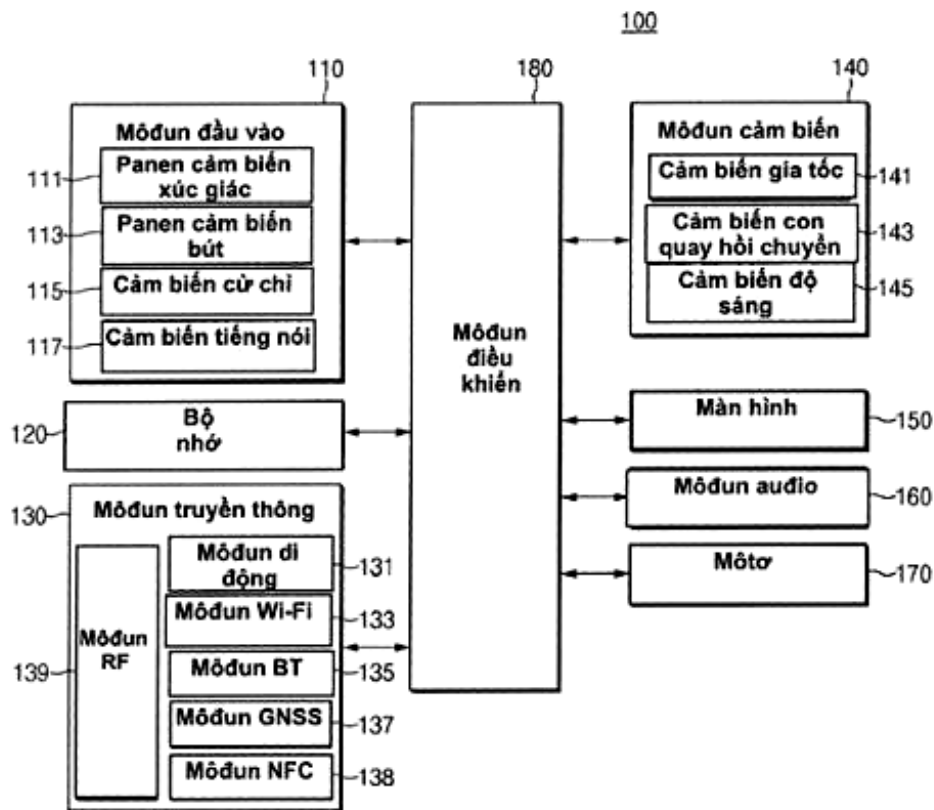 100
110
180
140
Môđun đầu vào
Panen cảm biến
xúc giác
111
Panen cảm biến
bút
113
Cảm biến cử chỉ
115
Cảm biến tiếng nói
117
Môđun
điều
khiển
Môđun cảm biến
Cảm biến gia tốc
141
Cảm biến con
quay hồi chuyển
143
Cảm biến độ
sáng
145
Bộ
nhớ
120
Màn hình
150
Môđun auđio
160
Môtơ
170
130
Môđun truyền thông
Môđun
RF
139
Môđun di
động
131
Môđun Wi-Fi
133
Môđun BT
135
Môđun GNSS
137
Môđun NFC
138